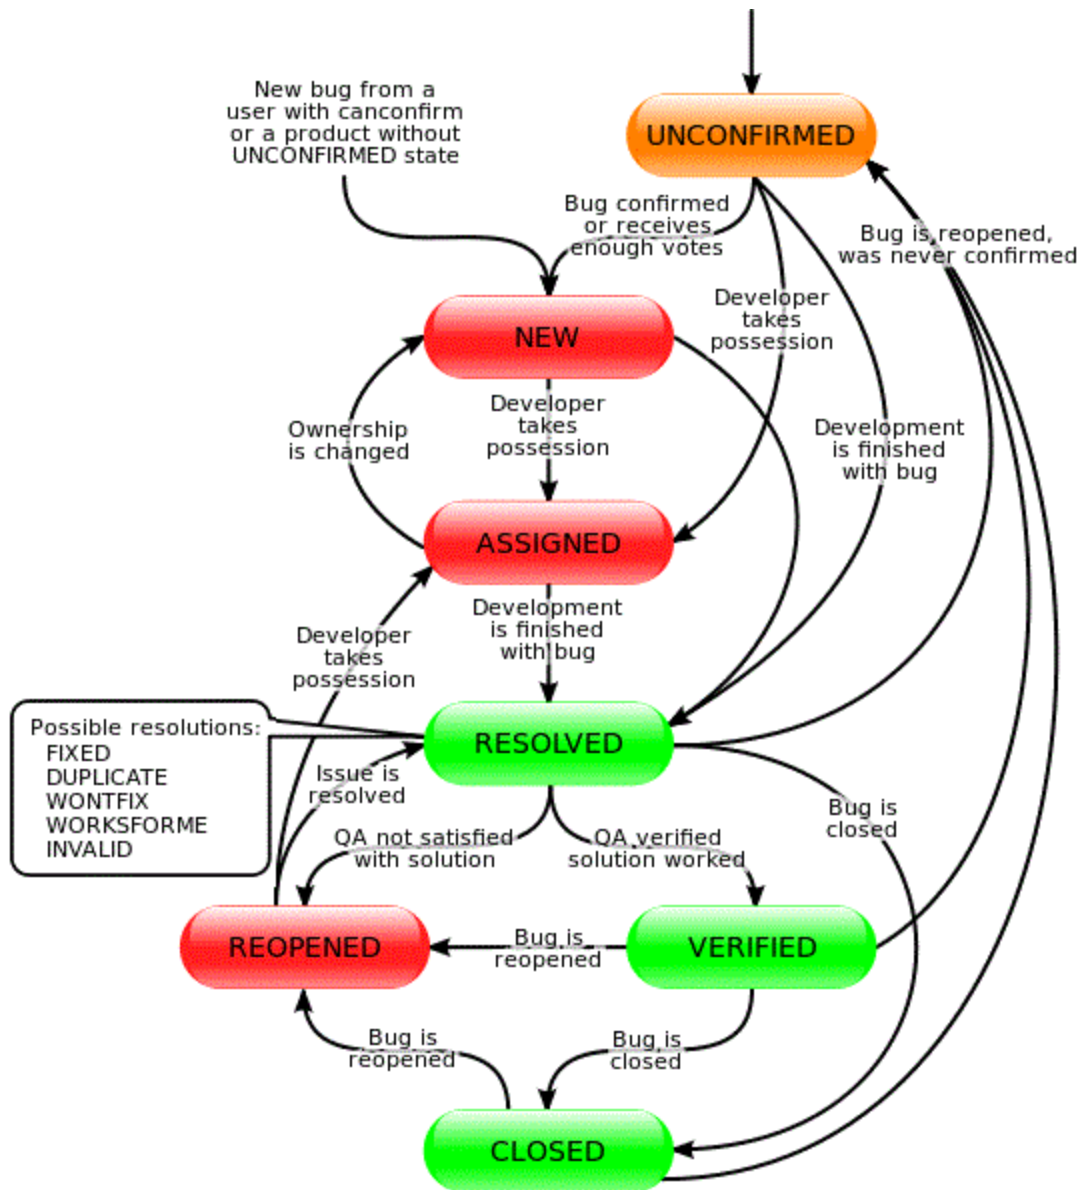 New bug from a
user with canconfirm
or a product without
UNCONFIRMED state
UNCONFIRMED
Bug confirmed
or receives
enough votes
Bug is reopened,
was never confirmed
NEW
Developer
takes
possession
Ownership
is changed
Developer
takes
possession
Development
is finished
with bug
ASSIGNED
Development
is finished
with bug
Developer
takes
possession
Possible resolutions:
FIXED
DUPLICATE
WONTFIX
WORKSFORME
INVALID
RESOLVED
Issue is
resolved
Bug is
closed
QA not satisfied
with solution
QA verified
solution worked
REOPENED
Bug is
reopened
VERIFIED
Bug is
reopened
Bug is
closed
CLOSED